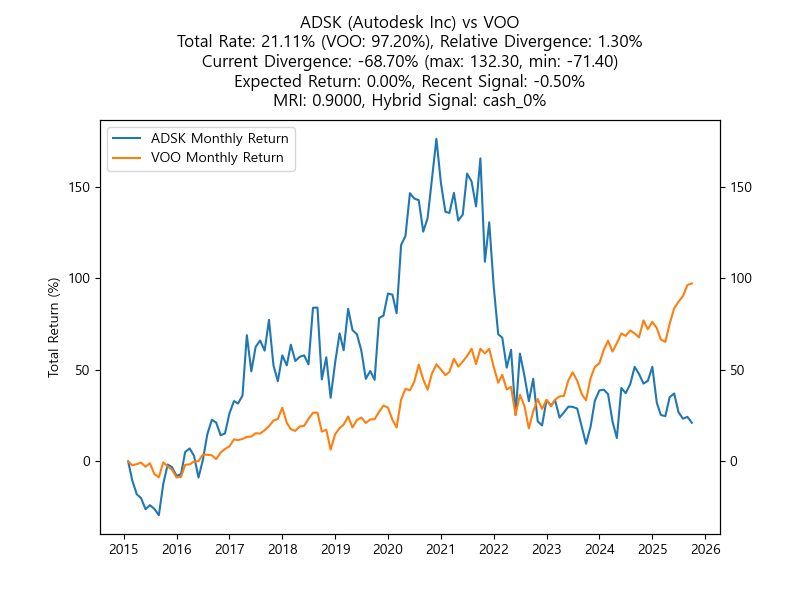 ADSK (Autodesk Inc) vs VOO
Total Rate: 21.11% (VOO: 97.20%), Relative Divergence: 1.30%
Current Divergence: -68.70% (max: 132.30, min: -71.40)
Expected Return: 0.00%, Recent Signal: -0.50%
MRI: 0.9000, Hybrid Signal: cash_0%
ADSK Monthly Return
VOO Monthly Return
Total Return (%)
150
100
50
0
150
100
50
0
2015 2016 2017 2018 2019 2020 2021 2022 2023 2024 2025 2026